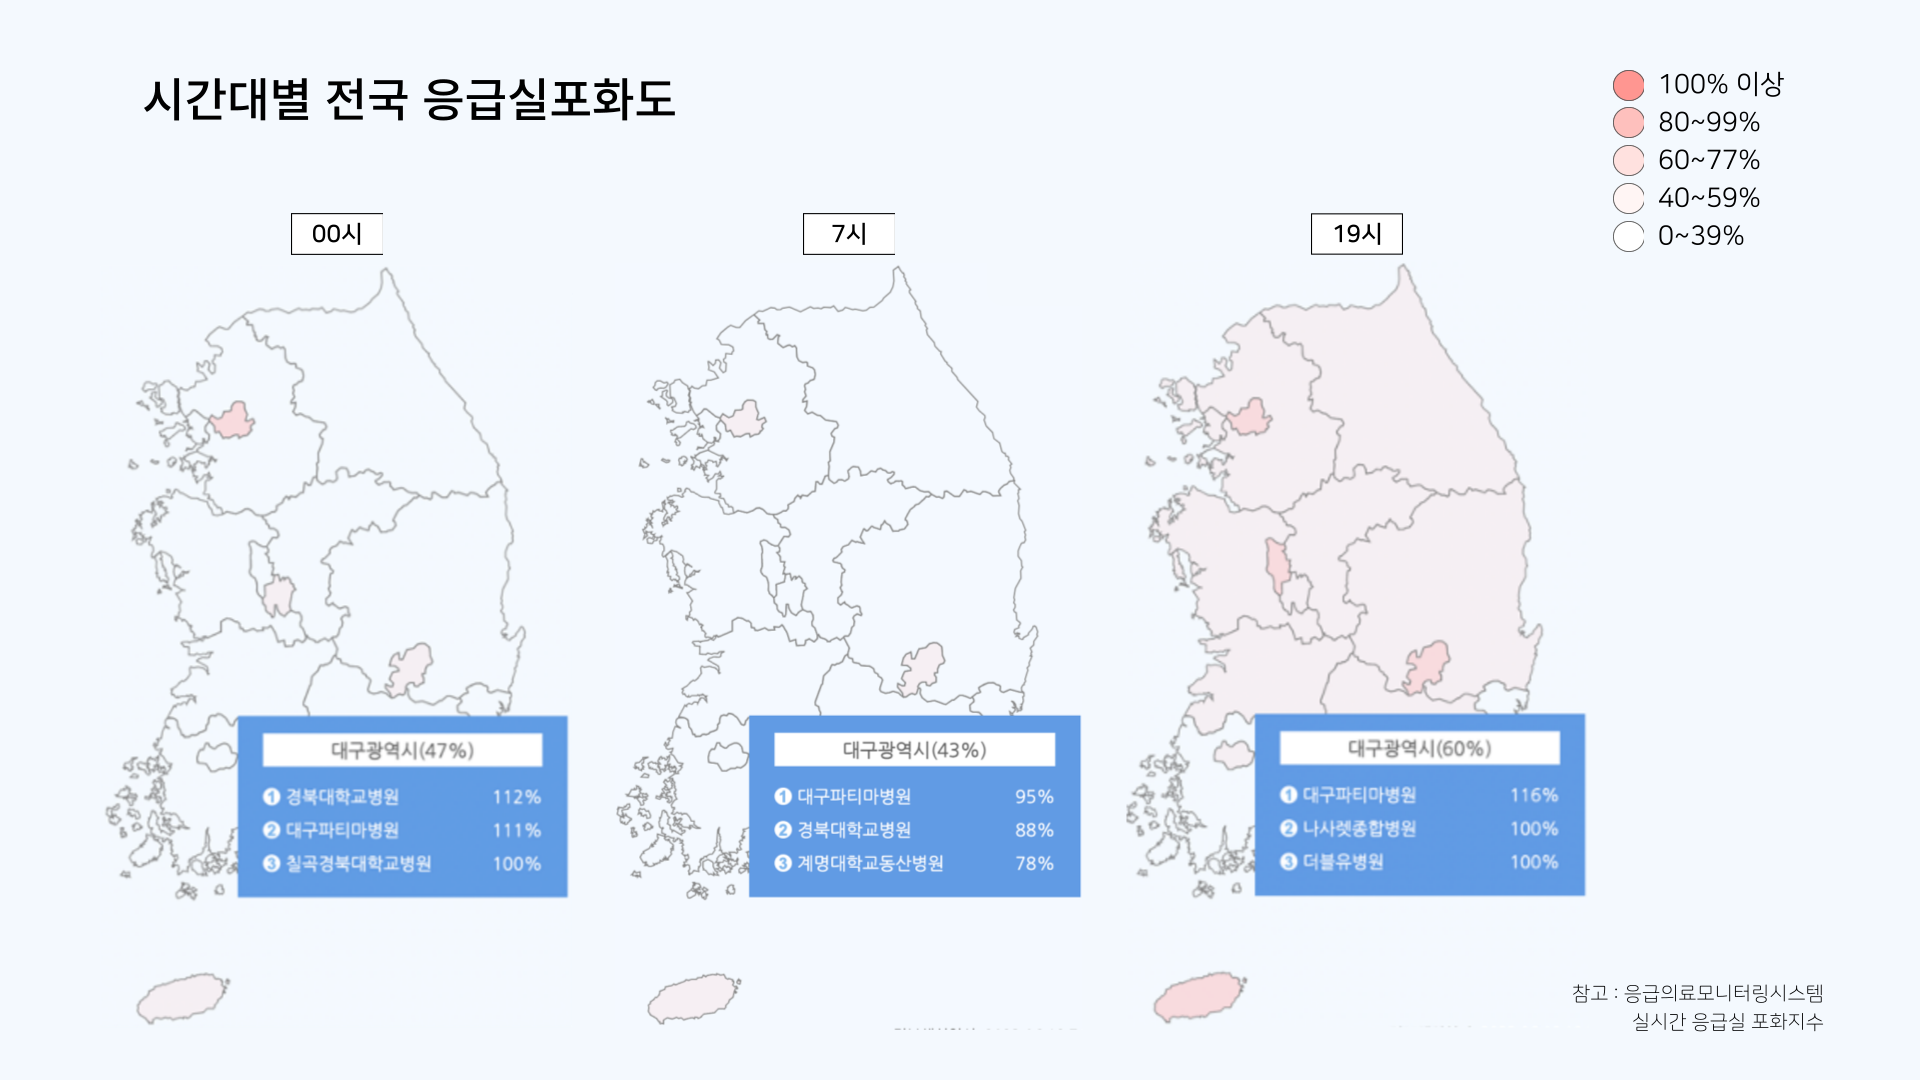 시간대별 전국 응급실포화도
100% 이상
80~99%
60~77%
40~59%
0~39%
00시
7시
19시
대구광역시(47%)
❶ 경북대학교병원 112%
❷ 대구파티마병원 111%
❸ 칠곡경북대학교병원 100%
대구광역시(43%)
❶ 대구파티마병원 95%
❷ 경북대학교병원 88%
❸ 계명대학교동산병원 78%
대구광역시(60%)
❶ 대구파티마병원 116%
❷ 나사렛종합병원 100%
❸ 더블유병원 100%
참고 : 응급의료모니터링시스템
실시간 응급실 포화지수